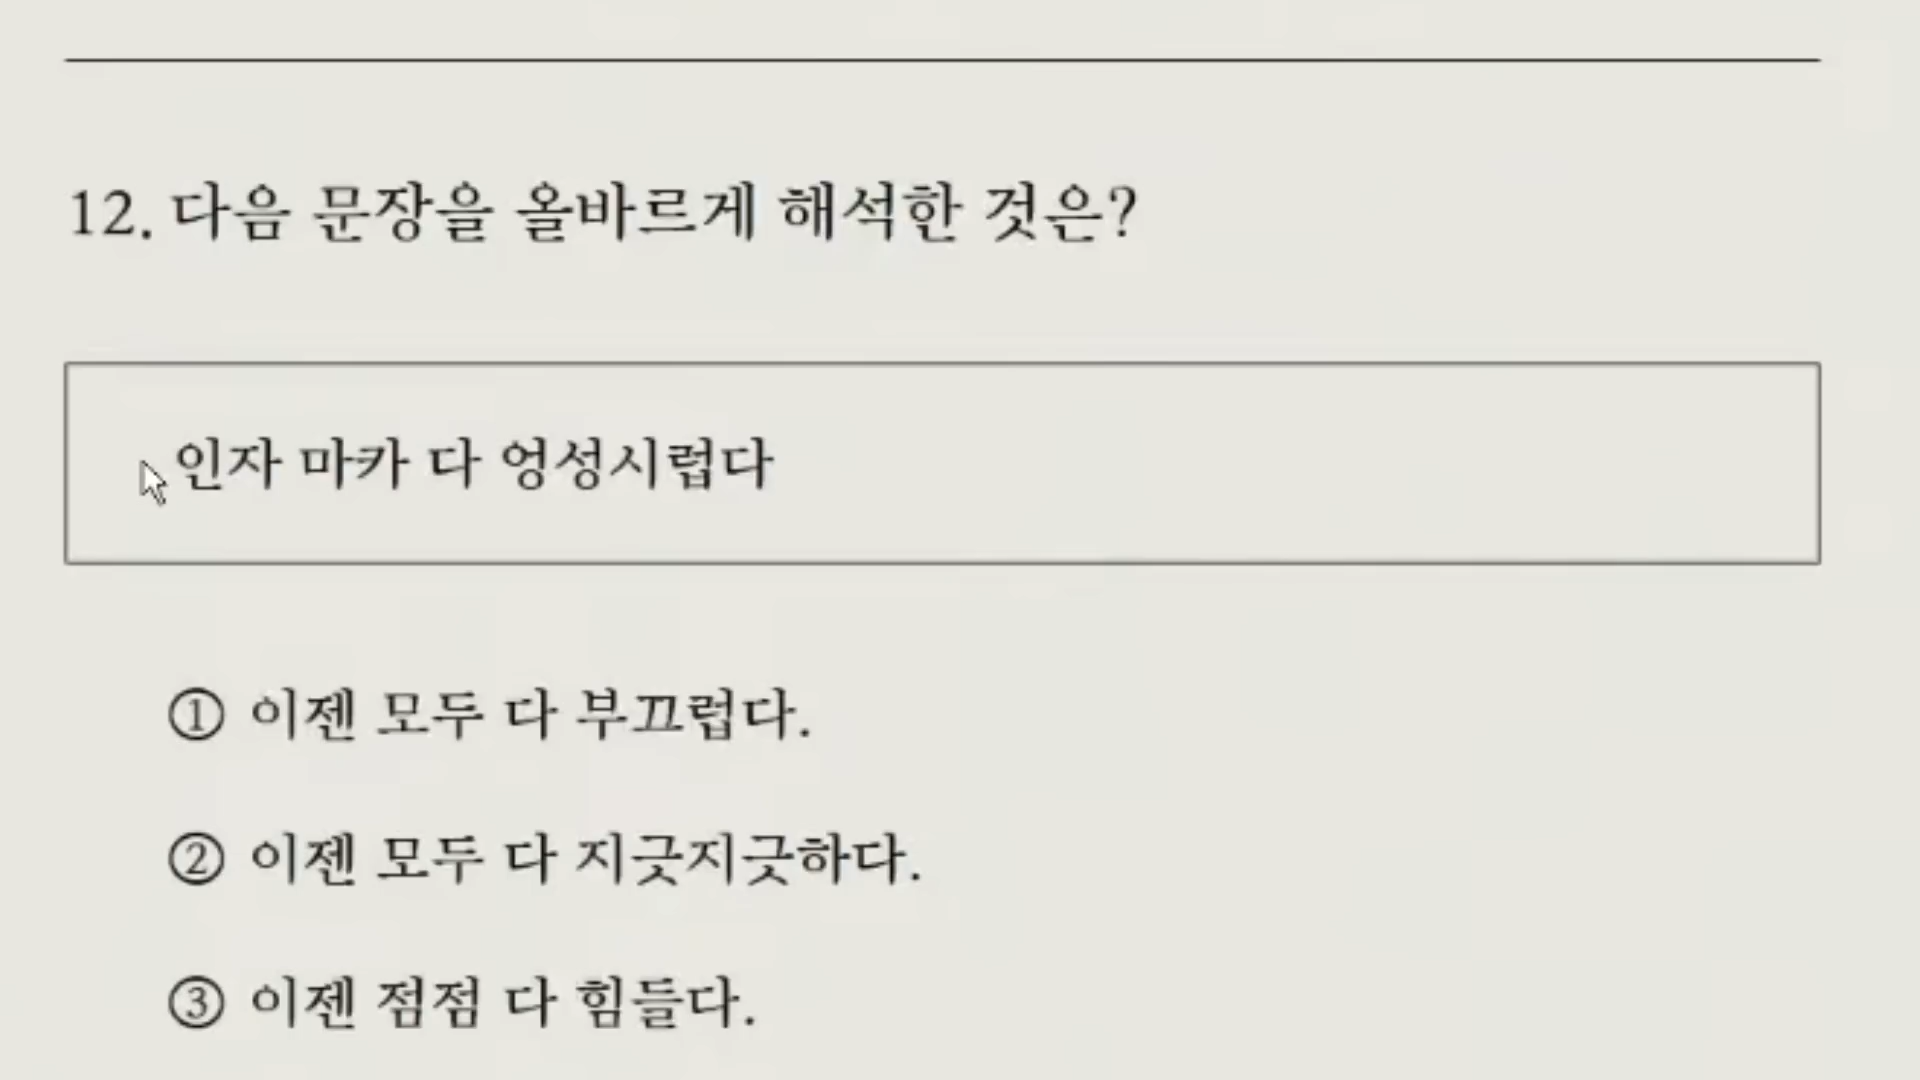 12. 다음 문장을 올바르게 해석한 것은?
인자 마카 다 엉성시럽다
① 이젠 모두 다 부끄럽다.
② 이젠 모두 다 지긋지긋하다.
③ 이젠 점점 다 힘들다.